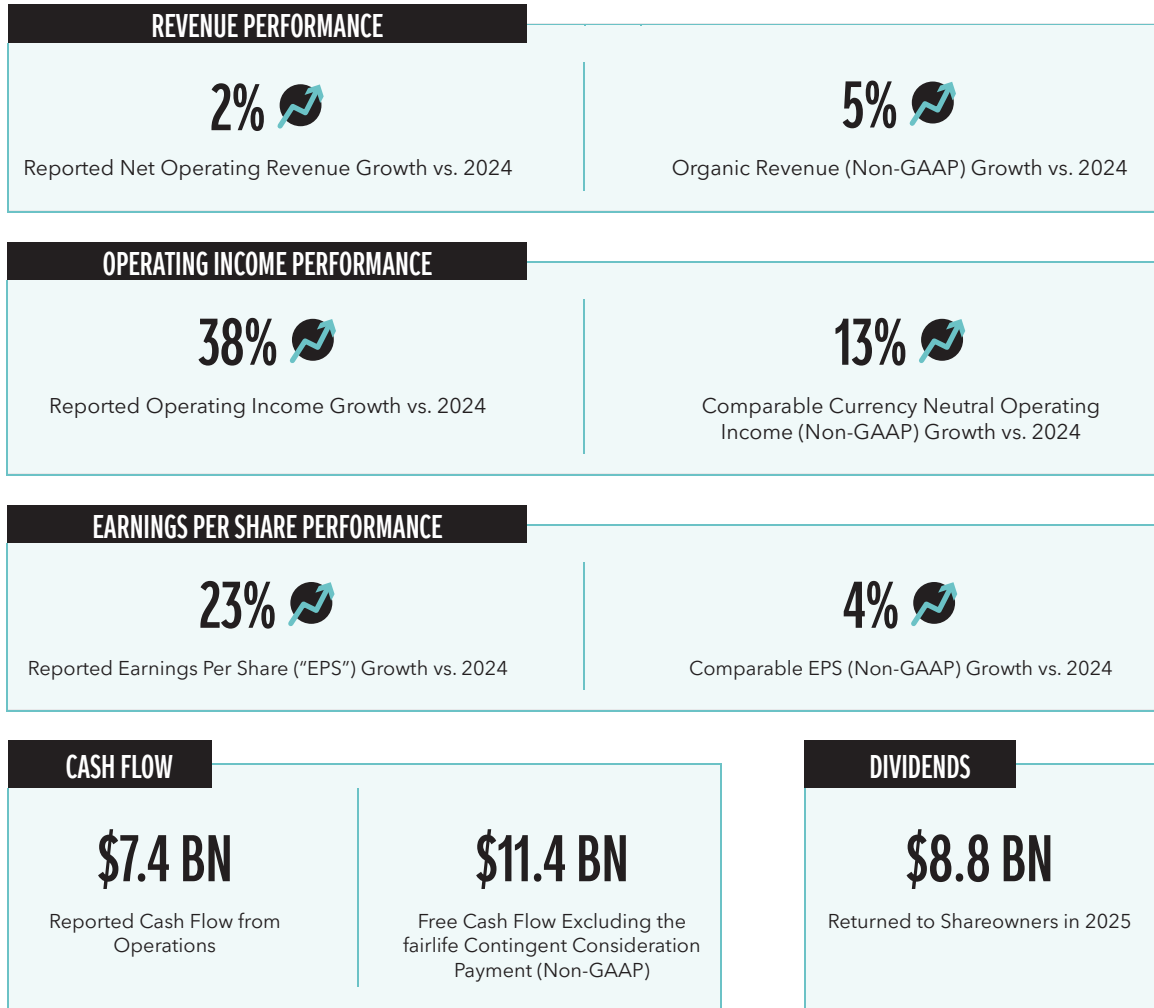 REVENUE PERFORMANCE
2%
Reported Net Operating Revenue Growth vs. 2024
5%
Organic Revenue (Non-GAAP) Growth vs. 2024
OPERATING INCOME PERFORMANCE
38%
Reported Operating Income Growth vs. 2024
13%
Comparable Currency Neutral Operating
Income (Non-GAAP) Growth vs. 2024
EARNINGS PER SHARE PERFORMANCE
23%
Reported Earnings Per Share (“EPS”) Growth vs. 2024
4%
Comparable EPS (Non-GAAP) Growth vs. 2024
CASH FLOW
$7.4 BN
Reported Cash Flow from
Operations
$11.4 BN
Free Cash Flow Excluding the
fairlife Contingent Consideration
Payment (Non-GAAP)
DIVIDENDS
$8.8 BN
Returned to Shareowners in 2025